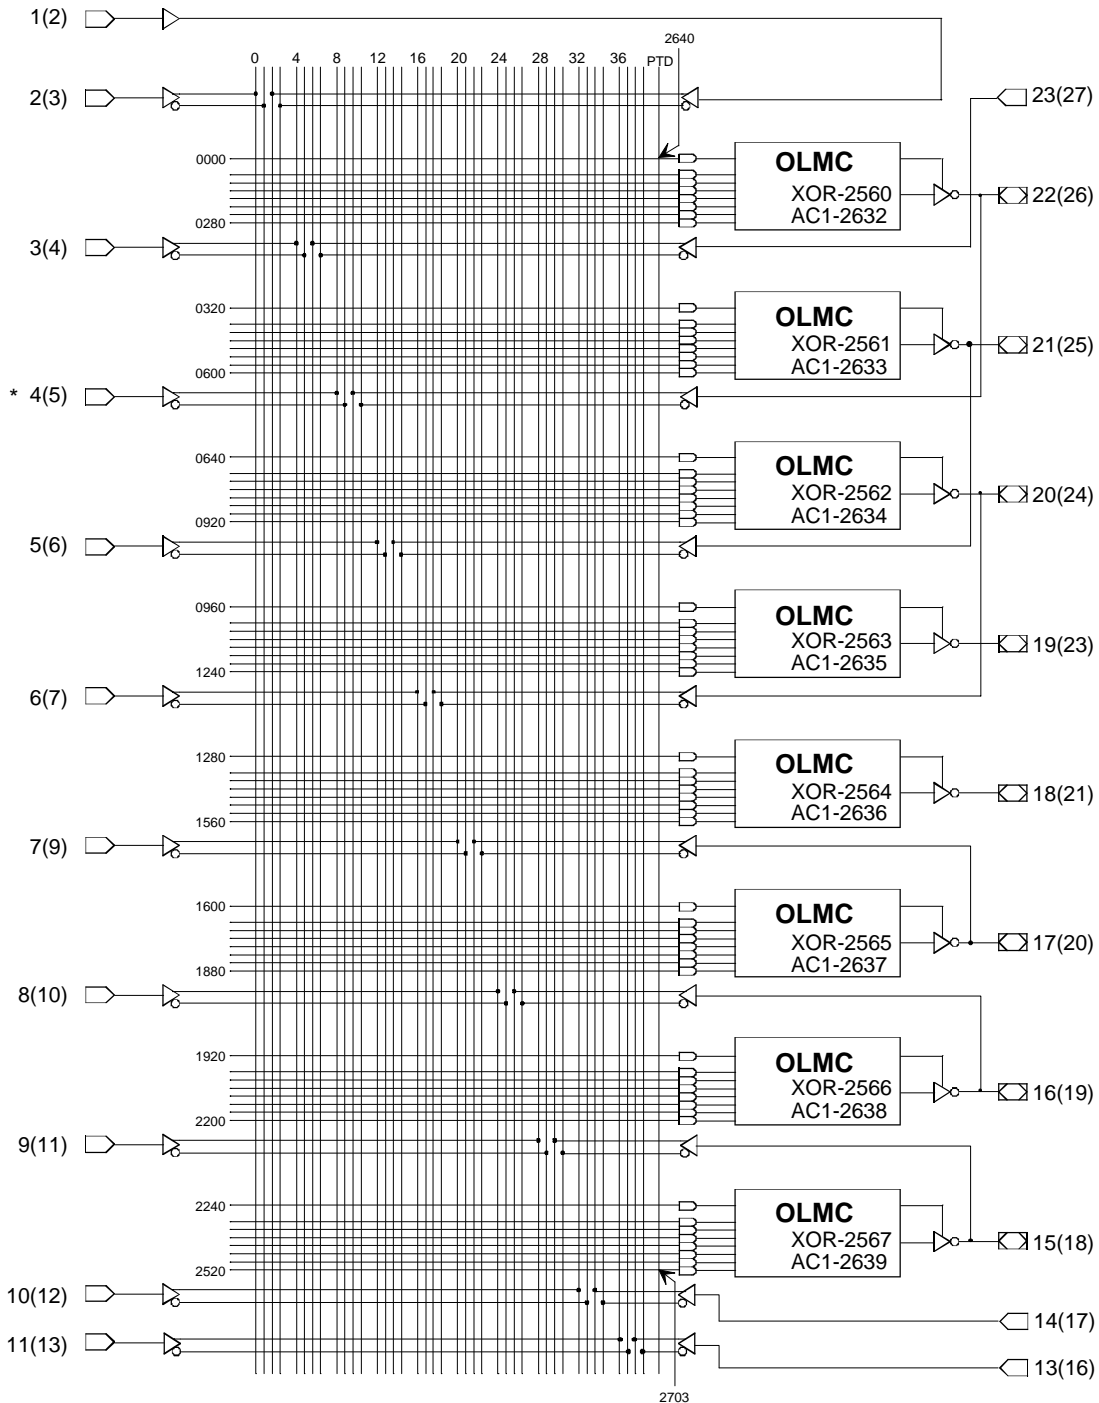 1(2)
2640
0 4 8 12 16 20 24 28 32 36 PTD
2(3)
23(27)
0000
OLMC
XOR-2560
AC1-2632
22(26)
0280
3(4)
0320
OLMC
XOR-2561
AC1-2633
21(25)
0600
* 4(5)
0640
OLMC
XOR-2562
AC1-2634
20(24)
0920
5(6)
0960
OLMC
XOR-2563
AC1-2635
19(23)
1240
6(7)
1280
OLMC
XOR-2564
AC1-2636
18(21)
1560
7(9)
1600
OLMC
XOR-2565
AC1-2637
17(20)
1880
8(10)
1920
OLMC
XOR-2566
AC1-2638
16(19)
2200
9(11)
2240
OLMC
XOR-2567
AC1-2639
15(18)
2520
10(12)
14(17)
11(13)
13(16)
2703